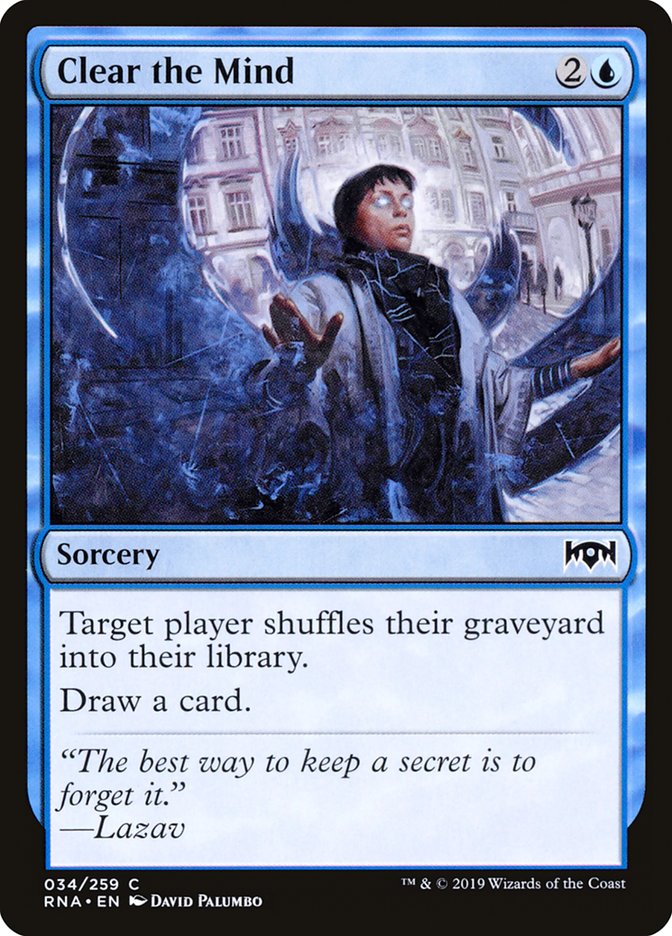 Clear the Mind 2
Sorcery
Target player shuffles their graveyard
into their library.
Draw a card.
“The best way to keep a secret is to
forget it.”
—Lazav
034/259 C
RNA • EN DAVID PALUMBO
™ & © 2019 Wizards of the Coast